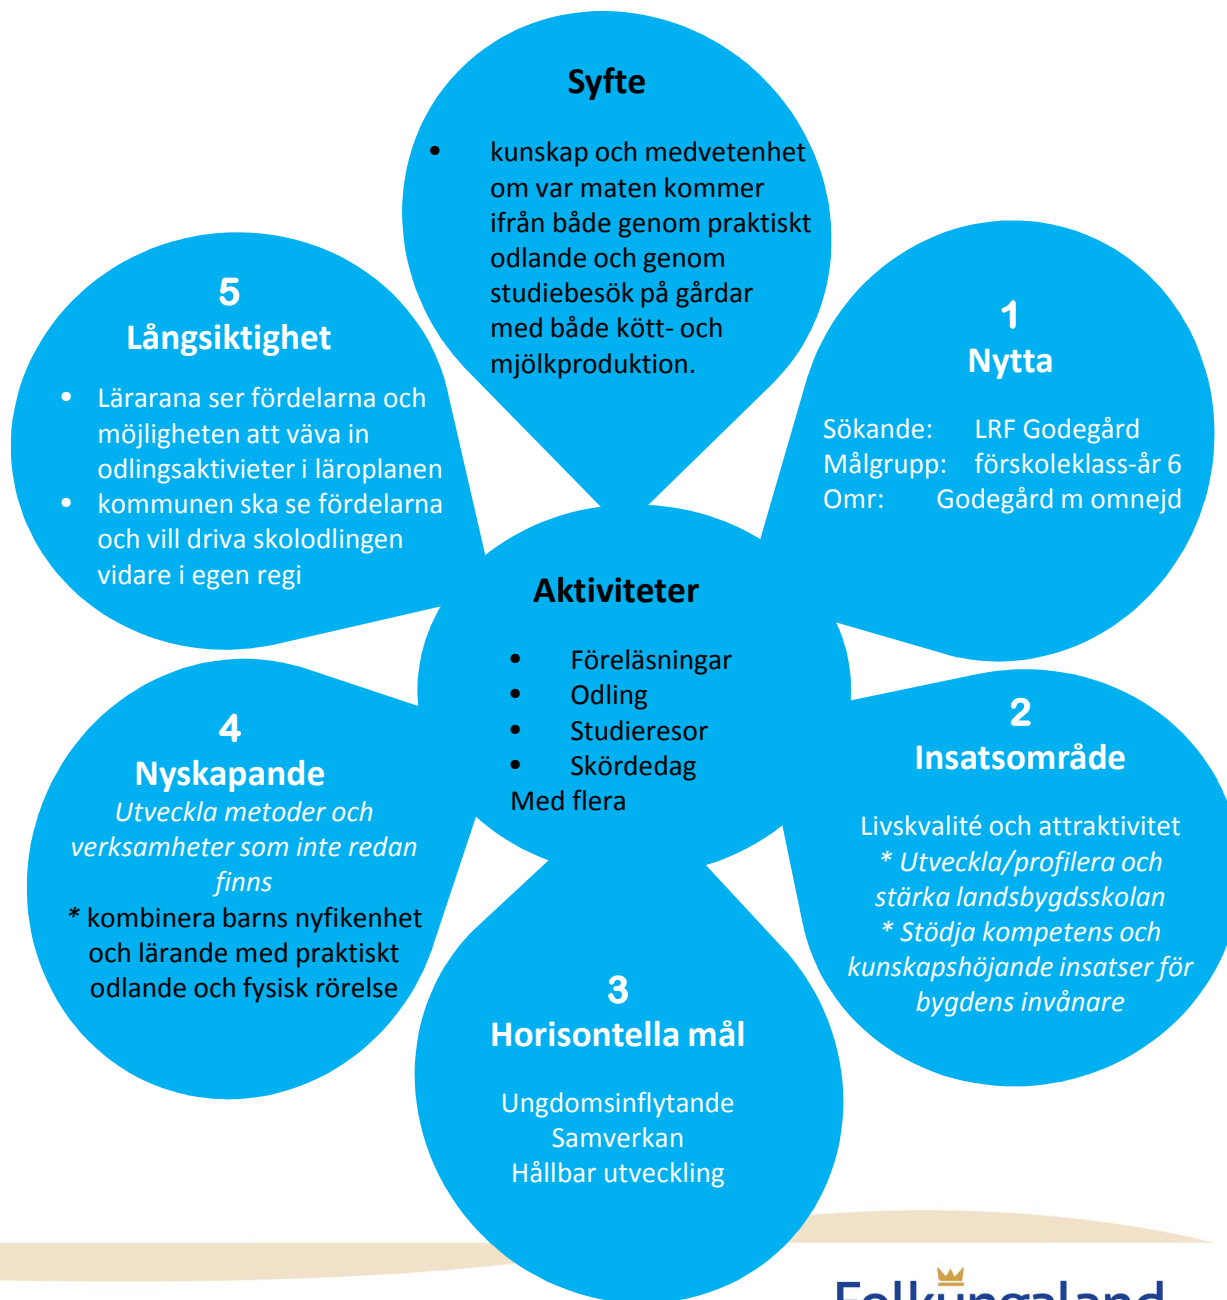 Syfte
• kunskap och medvetenhet
om var maten kommer
ifrån både genom praktiskt
odlande och genom
studiebesök på gårdar
med både kött- och
mjölkproduktion.
1
Nytta
Sökande: LRF Godegård
Målgrupp: förskoleklass-år 6
Omr: Godegård m omnejd
2
Insatsområde
Livskvalité och attraktivitet
* Utveckla/profilera och
stärka landsbygdsskolan
* Stödja kompetens och
kunskapshöjande insatser för
bygdens invånare
3
Horisontella mål
Ungdomsinflytande
Samverkan
Hållbar utveckling
4
Nyskapande
Utveckla metoder och
verksamheter som inte redan
finns
* kombinera barns nyfikenhet
och lärande med praktiskt
odlande och fysisk rörelse
5
Långsiktighet
• Lärarana ser fördelarna och
möjligheten att väva in
odlingsaktivieter i läroplanen
• kommunen ska se fördelarna
och vill driva skolodlingen
vidare i egen regi
Aktiviteter
• Föreläsningar
• Odling
• Studieresor
• Skördedag
Med flera
Folkungaland